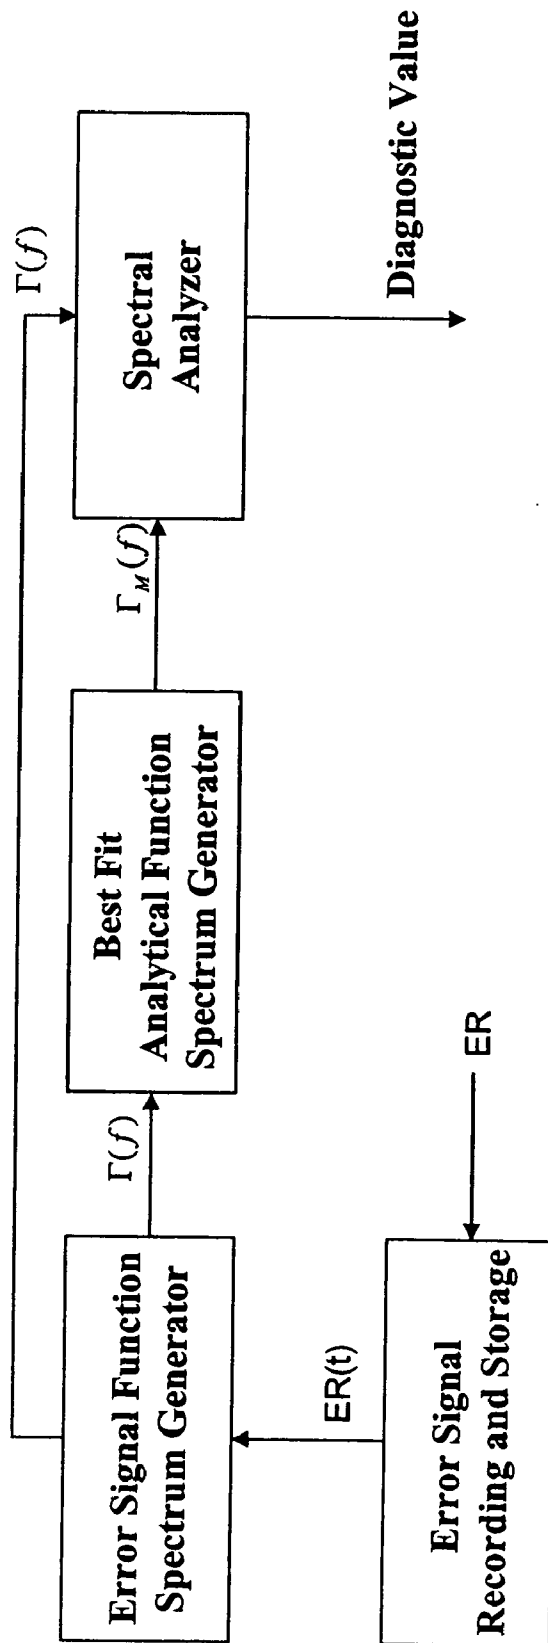 ER
Error Signal
Recording and Storage
ER(t)
Error Signal Function
Spectrum Generator
Γ(f)
Best Fit
Analytical Function
Spectrum Generator
Γ_M(f)
Γ(f)
Spectral
Analyzer
Diagnostic Value